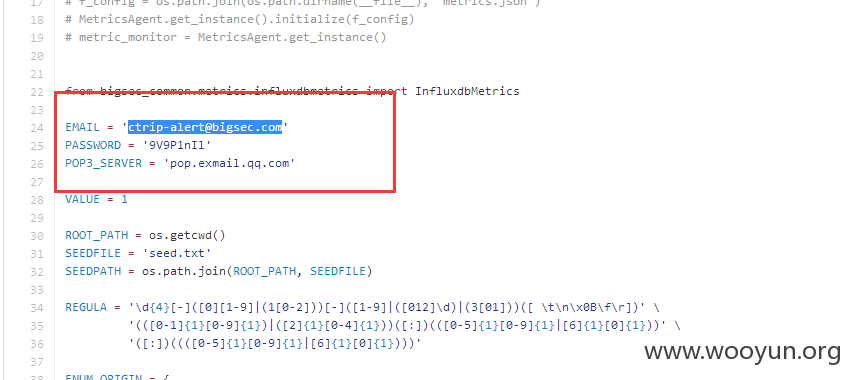 17 # f_config = os.path.join(os.path.dirname(__file__), "metrics.json")
18 # MetricsAgent.get_instance().initialize(f_config)
19 # metric_monitor = MetricsAgent.get_instance()
20
21
22 from bigsec_common.metrics.influxdbmetrics import InfluxdbMetrics
23
24 EMAIL = 'ctrip-alert@bigsec.com'
25 PASSWORD = '9V9P1nIl'
26 POP3_SERVER = 'pop.exmail.qq.com'
27
28 VALUE = 1
29
30 ROOT_PATH = os.getcwd()
31 SEEDFILE = 'seed.txt'
32 SEEDPATH = os.path.join(ROOT_PATH, SEEDFILE)
33
34 REGULA = '\d{4}[-]([0][1-9]|(1[0-2]))[-]([1-9]|([012]\d)|(3[01]))([ \t\n\x0B\f\r])' \
35 '(([0-1]{1}[0-9]{1})|([2]{1}[0-4]{1}))([:])(([0-5]{1}[0-9]{1}|[6]{1}[0]{1}))' \
36 '([:])((([0-5]{1}[0-9]{1}|[6]{1}[0]{1})))'
37
38 ENUM_ORIGIN = {
www.wooyun.org